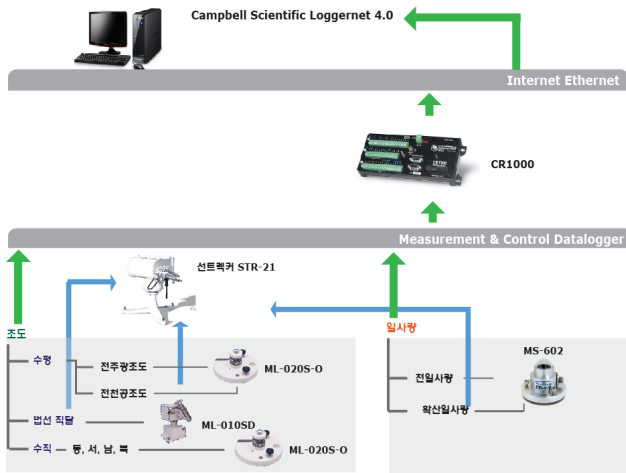 Campbell Scientific Loggernet 4.0
Internet Ethernet
CR1000
Measurement & Control Datalogger
선트렉커 STR-21
조도
일사량
수평
전주광조도
ML-020S-O
전천공조도
법선 직달
ML-010SD
수직
동, 서, 남, 북
ML-020S-O
MS-602
전일사량
확산일사량